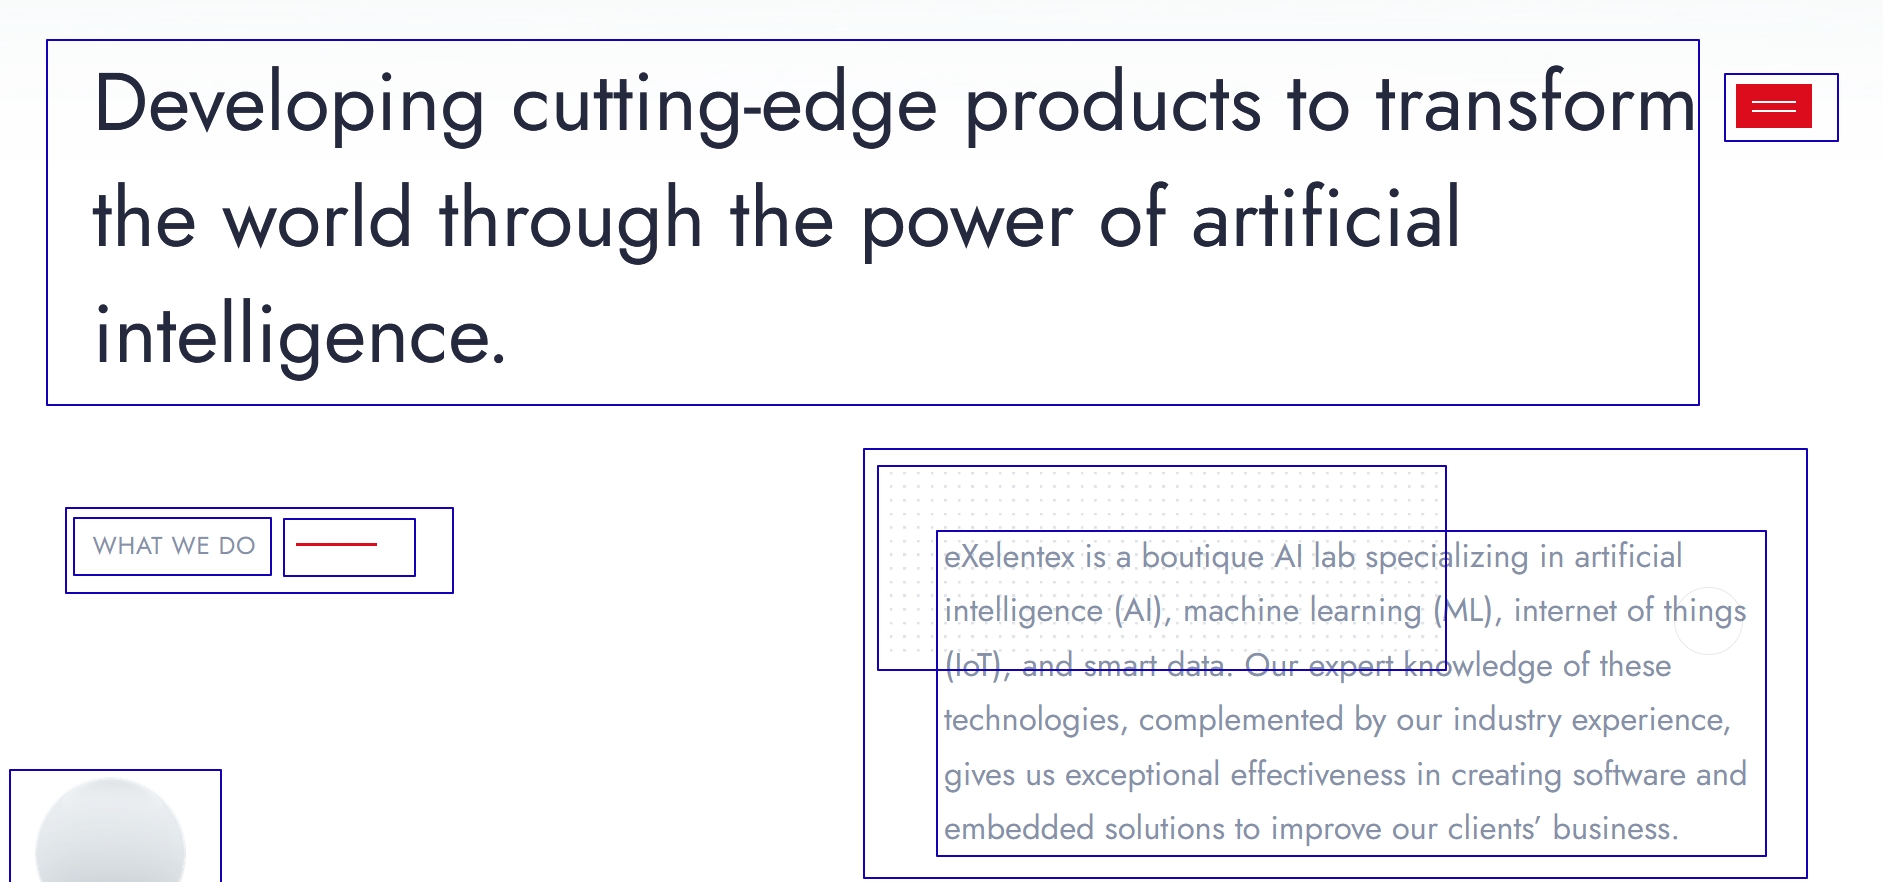 Developing cutting-edge products to transform
the world through the power of artificial
intelligence.
WHAT WE DO
eXelentex is a boutique AI lab specializing in artificial
intelligence (AI), machine learning (ML), internet of things
(IoT), and smart data. Our expert knowledge of these
technologies, complemented by our industry experience,
gives us exceptional effectiveness in creating software and
embedded solutions to improve our clients’ business.